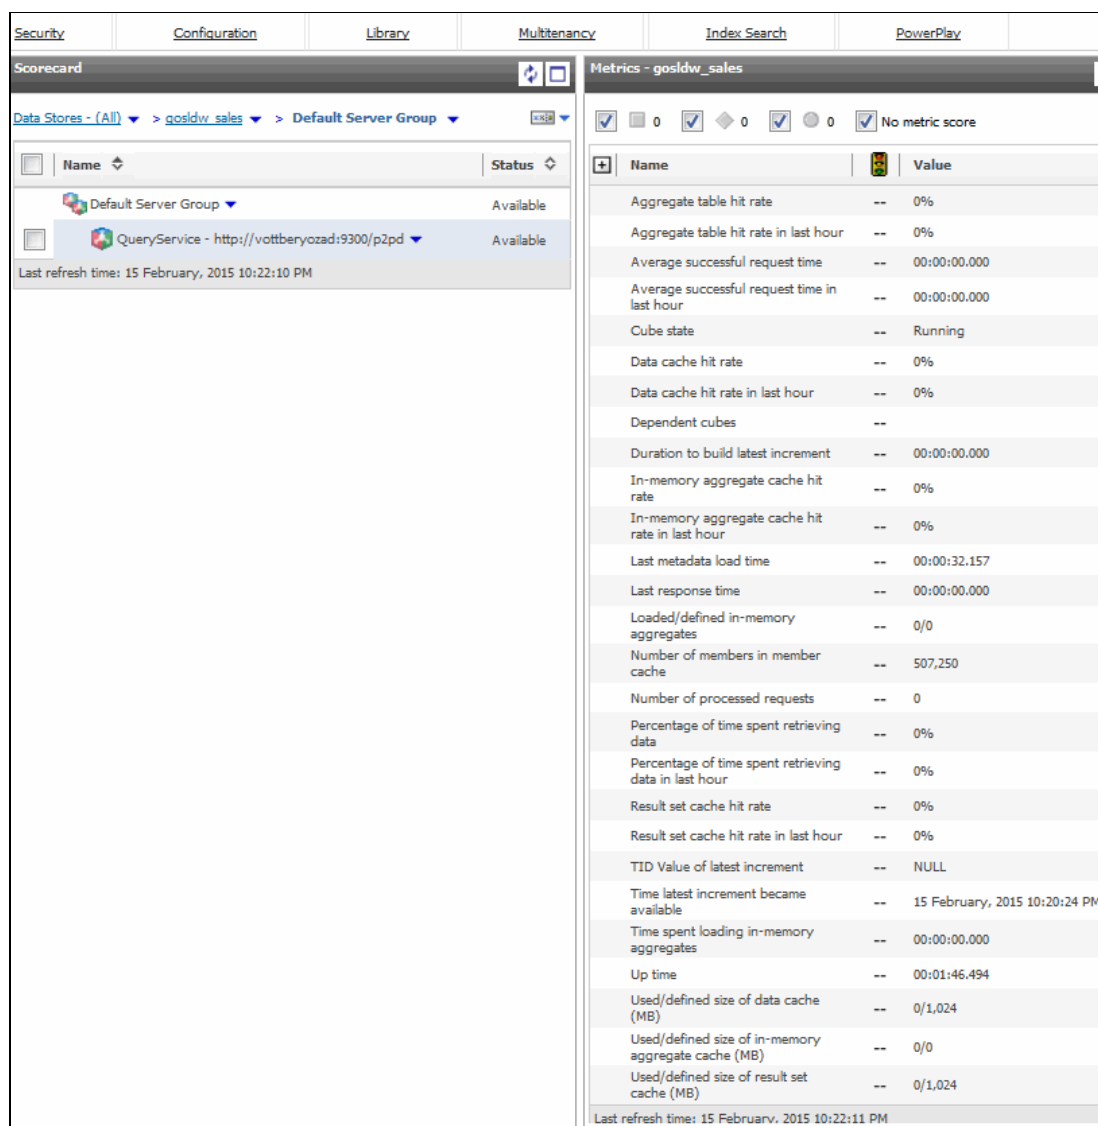 Security Configuration Library Multitenancy Index Search PowerPlay
Scorecard
Data Stores - (All) > gosldw_sales > Default Server Group
Name Status
Default Server Group Available
QueryService - http://vottberyozad:9300/p2pd Available
Last refresh time: 15 February, 2015 10:22:10 PM
Metrics - gosldw_sales
0 0 0 No metric score
Name Value
Aggregate table hit rate -- 0%
Aggregate table hit rate in last hour -- 0%
Average successful request time -- 00:00:00.000
Average successful request time in
last hour -- 00:00:00.000
Cube state -- Running
Data cache hit rate -- 0%
Data cache hit rate in last hour -- 0%
Dependent cubes --
Duration to build latest increment -- 00:00:00.000
In-memory aggregate cache hit
rate -- 0%
In-memory aggregate cache hit
rate in last hour -- 0%
Last metadata load time -- 00:00:32.157
Last response time -- 00:00:00.000
Loaded/defined in-memory
aggregates -- 0/0
Number of members in member
cache -- 507,250
Number of processed requests -- 0
Percentage of time spent retrieving
data -- 0%
Percentage of time spent retrieving
data in last hour -- 0%
Result set cache hit rate -- 0%
Result set cache hit rate in last hour -- 0%
TID Value of latest increment -- NULL
Time latest increment became
available -- 15 February, 2015 10:20:24 PM
Time spent loading in-memory
aggregates -- 00:00:00.000
Up time -- 00:01:46.494
Used/defined size of data cache
(MB) -- 0/1,024
Used/defined size of in-memory
aggregate cache (MB) -- 0/0
Used/defined size of result set
cache (MB) -- 0/1,024
Last refresh time: 15 February, 2015 10:22:11 PM